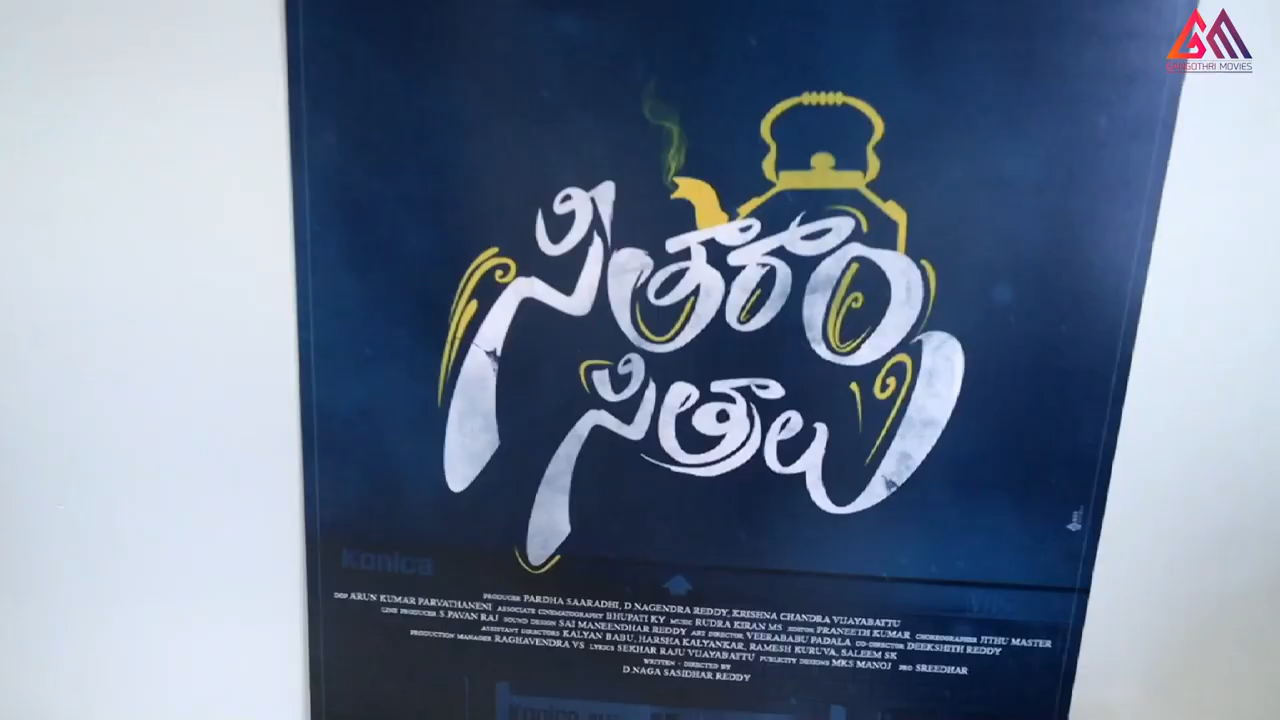 GM
GANGOTHRI MOVIES
సీతారాం
సిత్రాలు
Konica
PRODUCER PARDHA SAARADHI, D.NAGENDRA REDDY, KRISHNA CHANDRA VIJAYABATTU
DOP ARUN KUMAR PARVATHANENI ASSOCIATE CINEMATOGRAPHY BHUPATI KY MUSIC RUDRA KIRAN MS EDITOR PRANEETH KUMAR CHOREOGRAPHER JITHU MASTER
LINE PRODUCER S.PAVAN RAJ SOUND DESIGN SAI MANEENDHAR REDDY ART DIRECTOR VEERABABU PADALA CO-DIRECTOR DEEKSHITH REDDY
ASSISTANT DIRECTORS KALYAN BABU, HARSHA KALYANKAR, RAMESH KURUVA, SALEEM SK
PRODUCTION MANAGER RAGHAVENDRA VS LYRICS SEKHAR RAJU VIJAYABATTU PUBLICITY DESIGNS MKS MANOJ PRO SREEDHAR
WRITTEN - DIRECTED BY
D.NAGA SASIDHAR REDDY
Konica